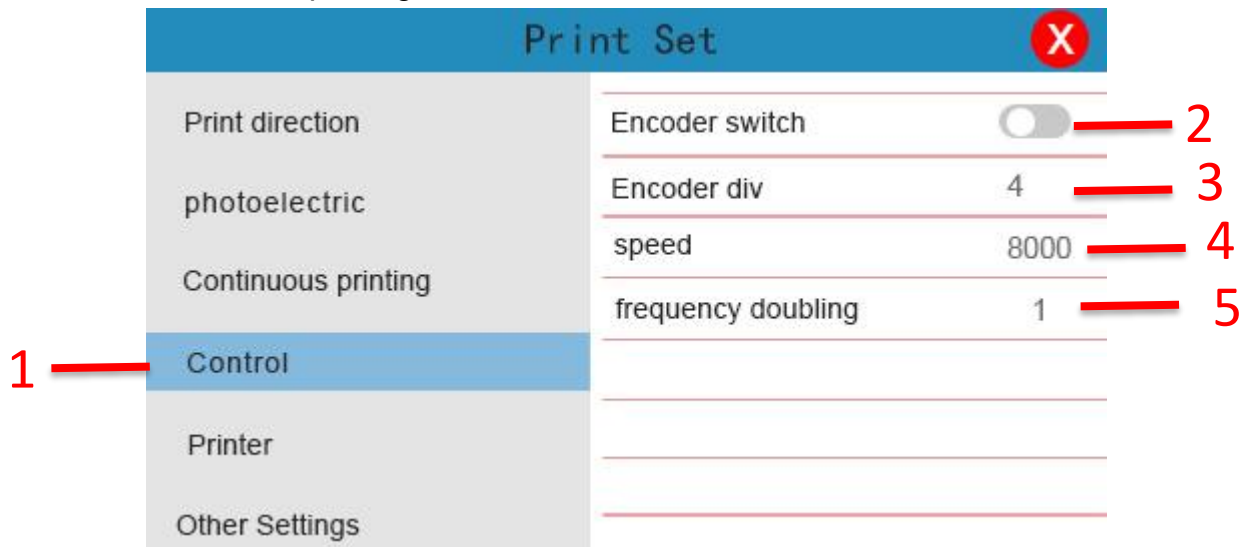 Print Set X
Print direction
Encoder switch 2
Encoder div 4 3
photoelectric
speed 8000 4
Continuous printing
frequency doubling 1 5
1 Control
Printer
Other Settings